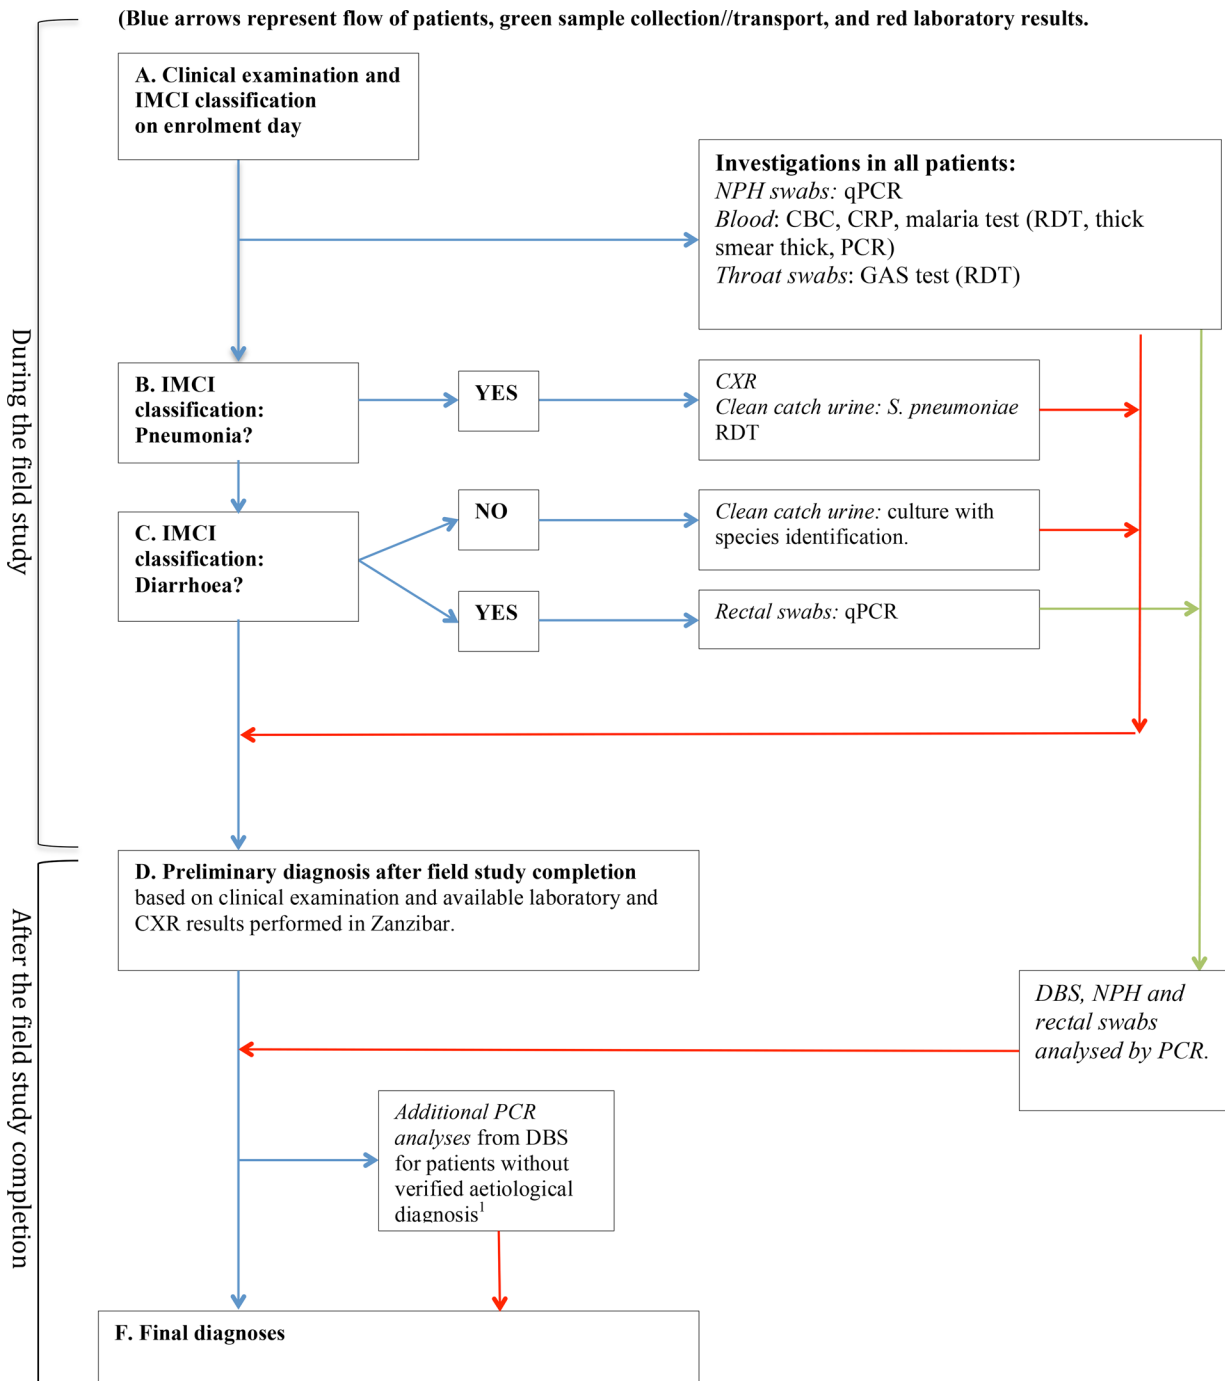 (Blue arrows represent flow of patients, green sample collection//transport, and red laboratory results.
A. Clinical examination and
IMCI classification
on enrolment day
Investigations in all patients:
NPH swabs: qPCR
Blood: CBC, CRP, malaria test (RDT, thick
smear thick, PCR)
Throat swabs: GAS test (RDT)
During the field study
B. IMCI
classification:
Pneumonia?
YES
CXR
Clean catch urine: S. pneumoniae
RDT
C. IMCI
classification:
Diarrhoea?
NO
Clean catch urine: culture with
species identification.
YES
Rectal swabs: qPCR
D. Preliminary diagnosis after field study completion
based on clinical examination and available laboratory and
CXR results performed in Zanzibar.
After the field study completion
DBS, NPH and
rectal swabs
analysed by PCR.
Additional PCR
analyses from DBS
for patients without
verified aetiological
diagnosis1
F. Final diagnoses